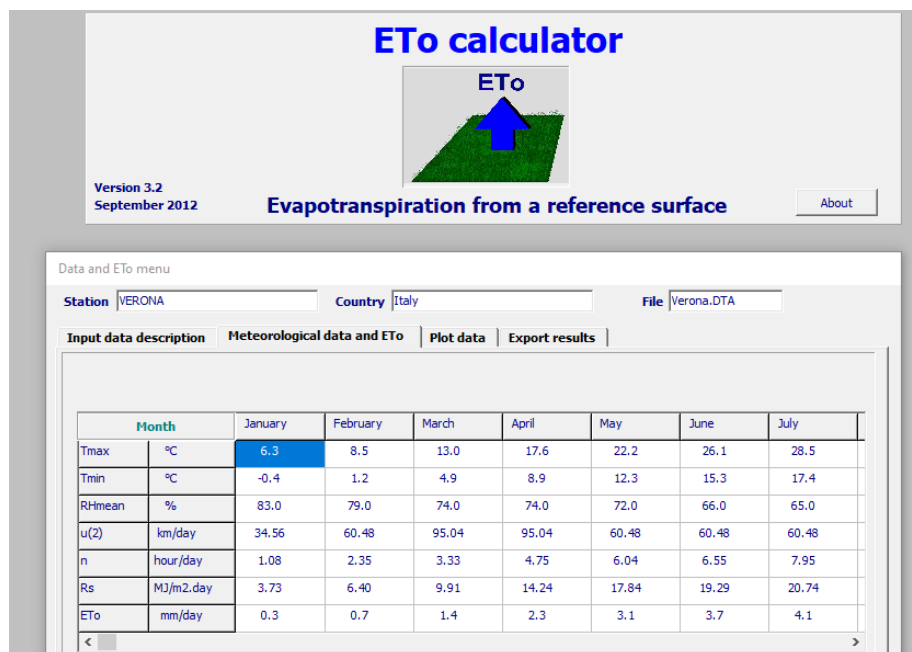 ETo calculator
ETo
Version 3.2
September 2012
Evapotranspiration from a reference surface
About
Data and ETo menu
Station VERONA Country Italy File Verona.DTA
Input data description Meteorological data and ETo Plot data Export results
Month January February March April May June July
Tmax ºC 6.3 8.5 13.0 17.6 22.2 26.1 28.5
Tmin ºC -0.4 1.2 4.9 8.9 12.3 15.3 17.4
RHmean % 83.0 79.0 74.0 74.0 72.0 66.0 65.0
u(2) km/day 34.56 60.48 95.04 95.04 60.48 60.48 60.48
n hour/day 1.08 2.35 3.33 4.75 6.04 6.55 7.95
Rs MJ/m2.day 3.73 6.40 9.91 14.24 17.84 19.29 20.74
ETo mm/day 0.3 0.7 1.4 2.3 3.1 3.7 4.1